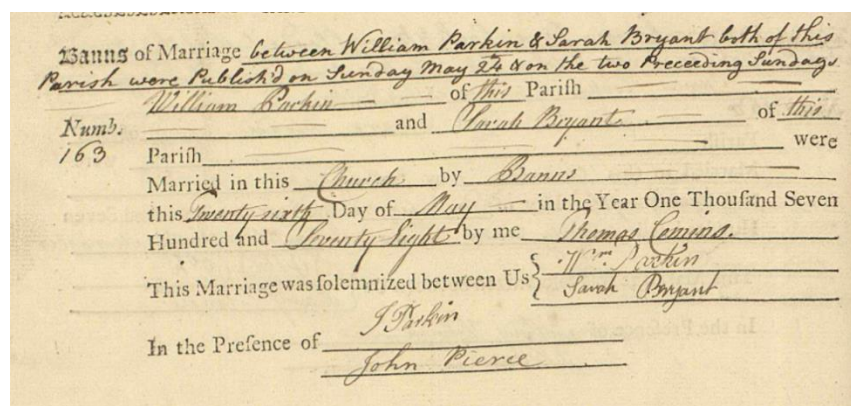 Banns of Marriage between William Parkin & Sarah Bryant both of this
Parish were Publish'd on Sunday May 24 & on the two Preceeding Sundays
William Parkin of this Parish
Numb. and Sarah Bryant of this
163 Parish were
Married in this Church by Banns
this Twenty sixth Day of May in the Year One Thousand Seven
Hundred and Seventy Eight by me Thomas Cemino.
This Marriage was solemnized between Us { Wm. Parkin
Sarah Bryant
In the Presence of J Parkin
John Pierce